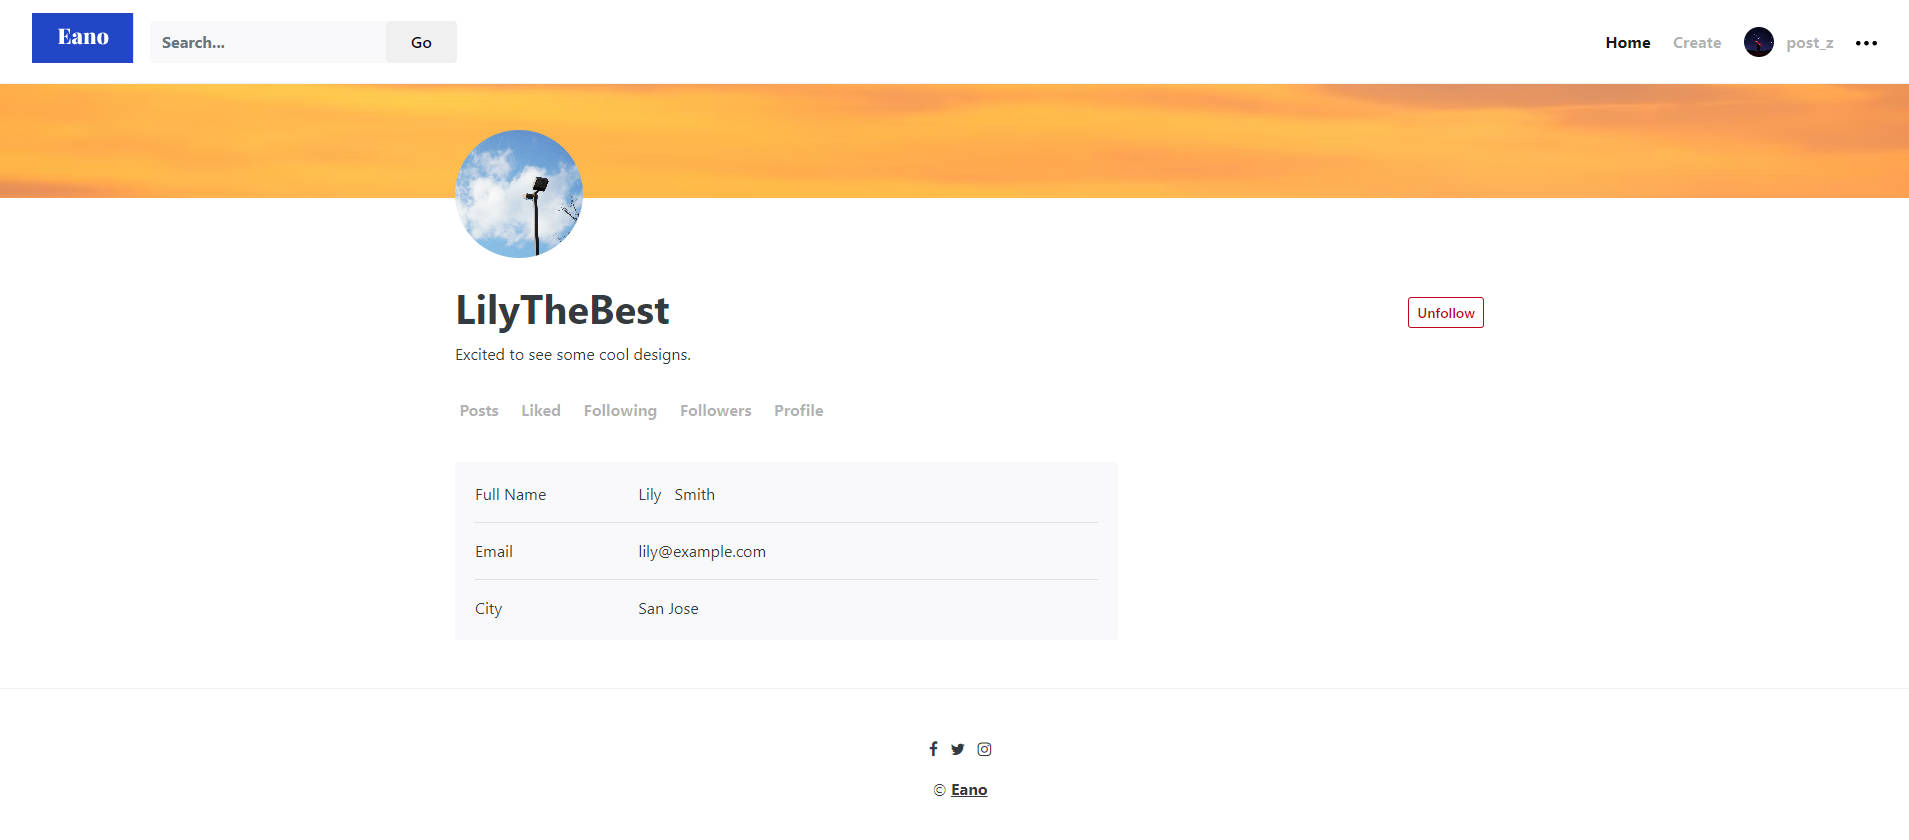 Eano
Search...
Go
Home
Create
post_z
LilyTheBest
Unfollow
Excited to see some cool designs.
Posts
Liked
Following
Followers
Profile
Full Name Lily Smith
Email lily@example.com
City San Jose
© Eano